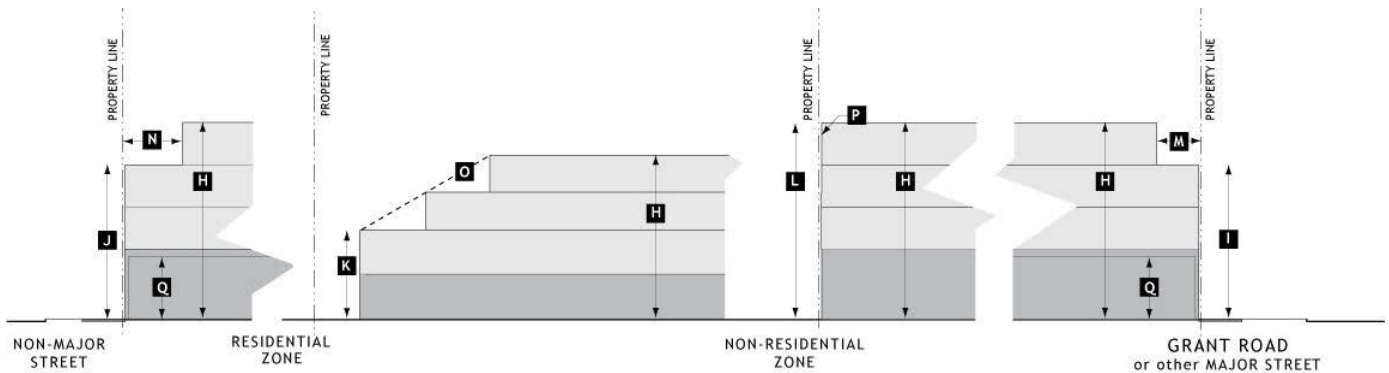 PROPERTY LINE
PROPERTY LINE
PROPERTY LINE
PROPERTY LINE
N
H
J
Q
O
H
K
P
L
H
H
M
I
Q
NON-MAJOR
STREET
RESIDENTIAL
ZONE
NON-RESIDENTIAL
ZONE
GRANT ROAD
or other MAJOR STREET